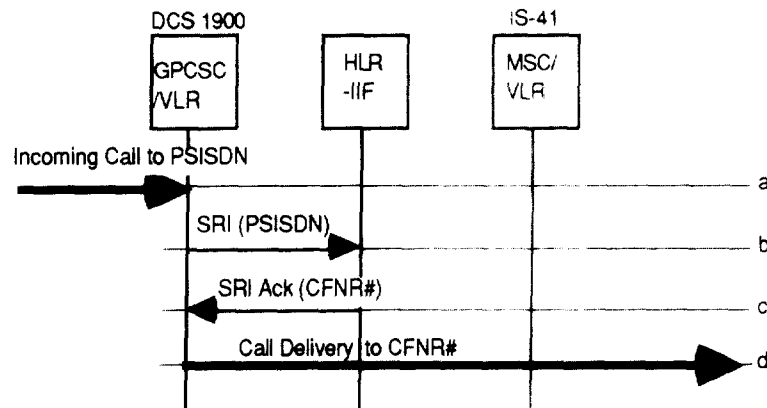 DCS 1900
IS-41
GPCSC
/VLR
HLR
-IIF
MSC/
VLR
Incoming Call to PSISDN
a
SRI (PSISDN)
b
SRI Ack (CFNR#)
c
Call Delivery to CFNR#
d